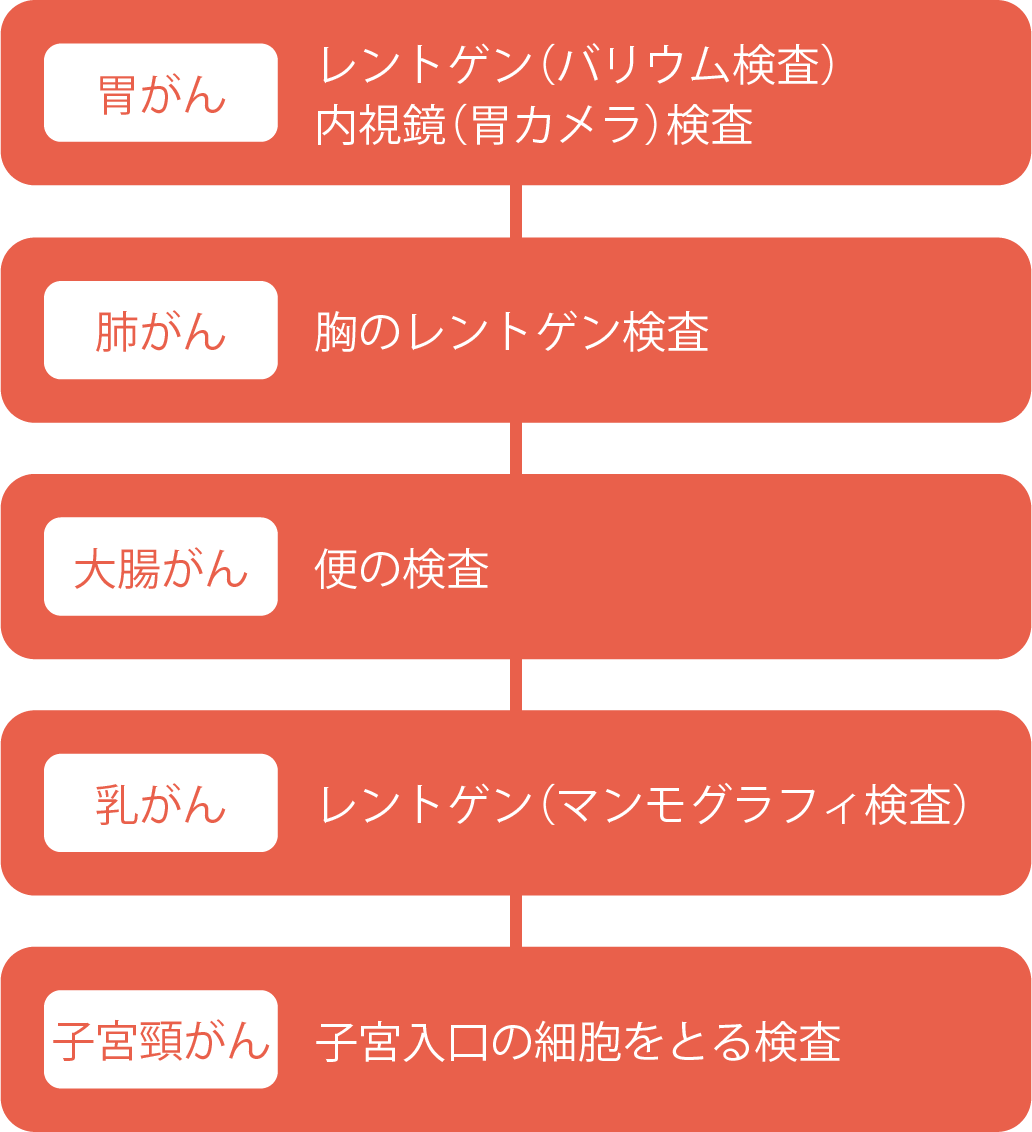 胃がん
レントゲン（バリウム検査）
内視鏡（胃カメラ）検査
肺がん
胸のレントゲン検査
大腸がん
便の検査
乳がん
レントゲン（マンモグラフィ検査）
子宮頸がん
子宮入口の細胞をとる検査